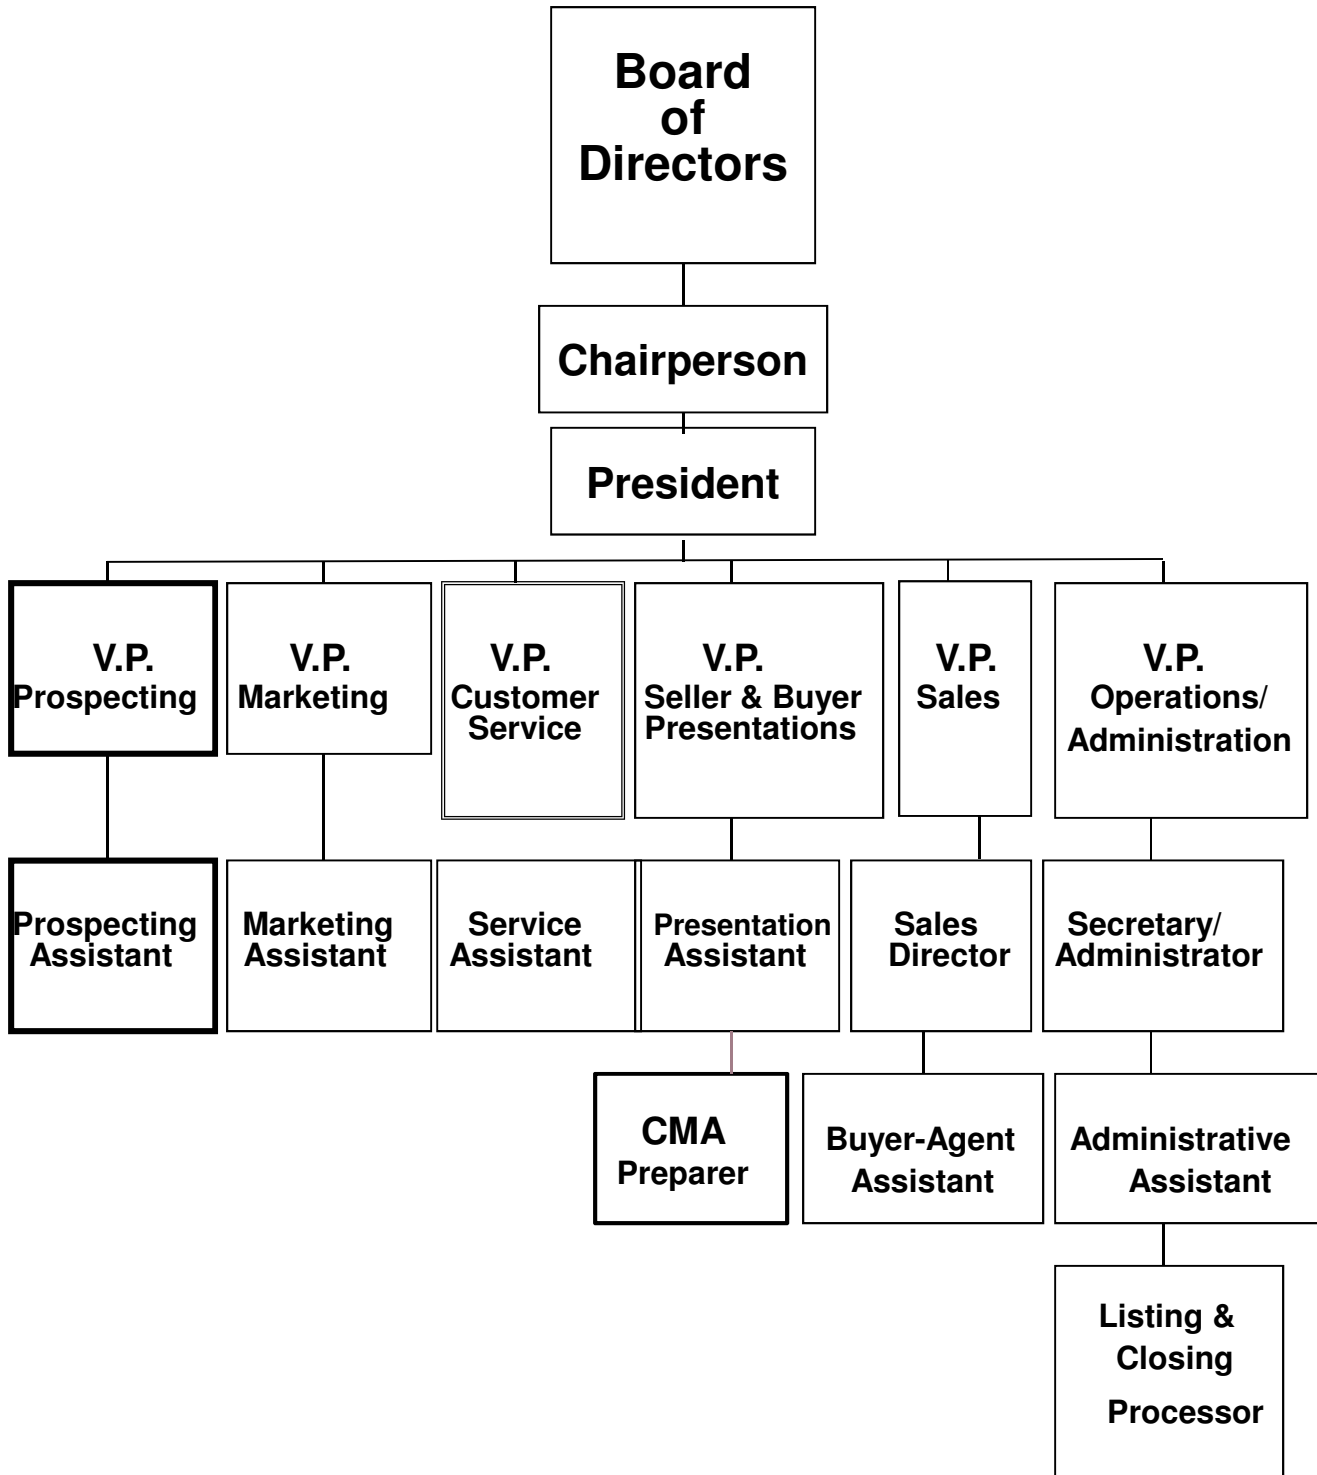 Board
of
Directors
Chairperson
President
V.P.
Prospecting
V.P.
Marketing
V.P.
Customer
Service
V.P.
Seller & Buyer
Presentations
V.P.
Sales
V.P.
Operations/
Administration
Prospecting
Assistant
Marketing
Assistant
Service
Assistant
Presentation
Assistant
Sales
Director
Secretary/
Administrator
CMA
Preparer
Buyer-Agent
Assistant
Administrative
Assistant
Listing &
Closing
Processor